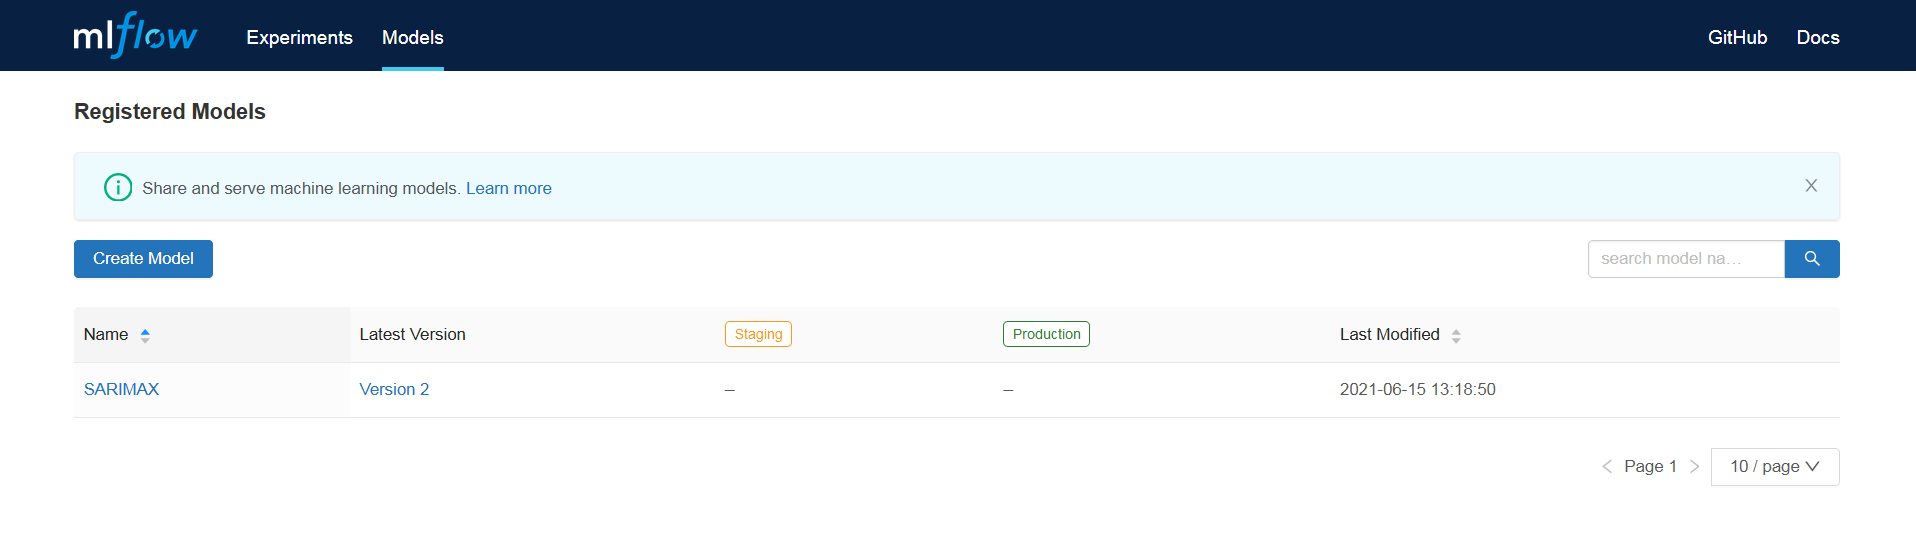 mlflow Experiments Models GitHub Docs
Registered Models
Share and serve machine learning models. Learn more
Create Model search model na…
Name Latest Version Staging Production Last Modified
SARIMAX Version 2 – – 2021-06-15 13:18:50
Page 1 10 / page